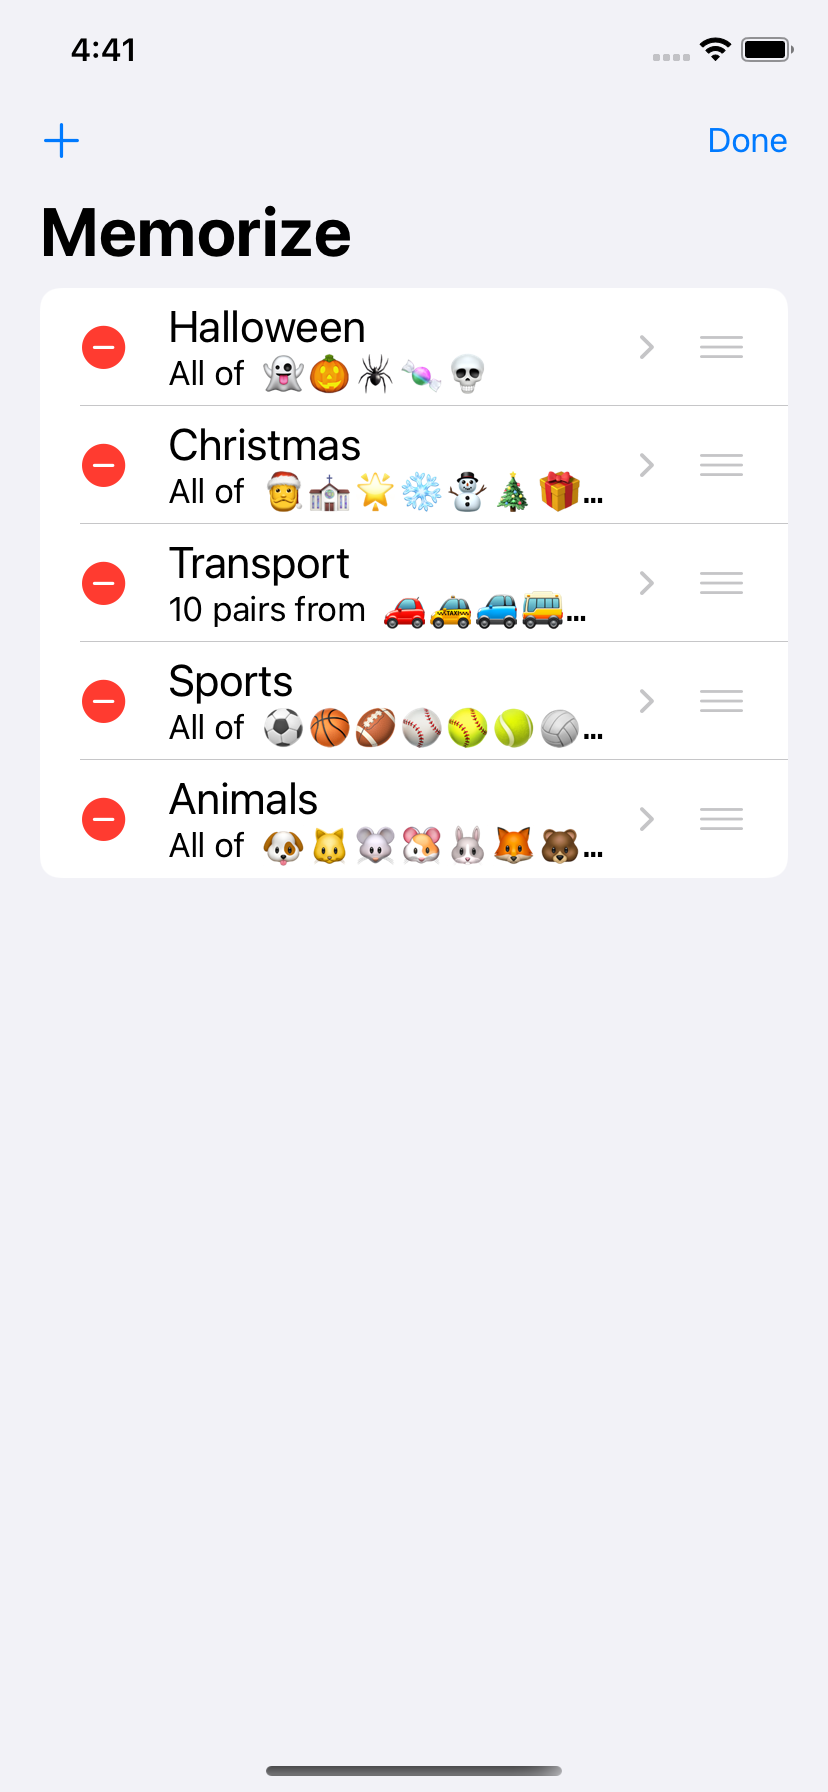 4:41
Done
Memorize
Halloween
All of 👻🎃🕷🍬💀
Christmas
All of 🎅⛪🌟❄️⛄🎄🎁...
Transport
10 pairs from 🚗🚕🚙🚌...
Sports
All of ⚽🏀🏈⚾🥎🎾🏐...
Animals
All of 🐶🐱🐭🐹🐰🦊🐻...